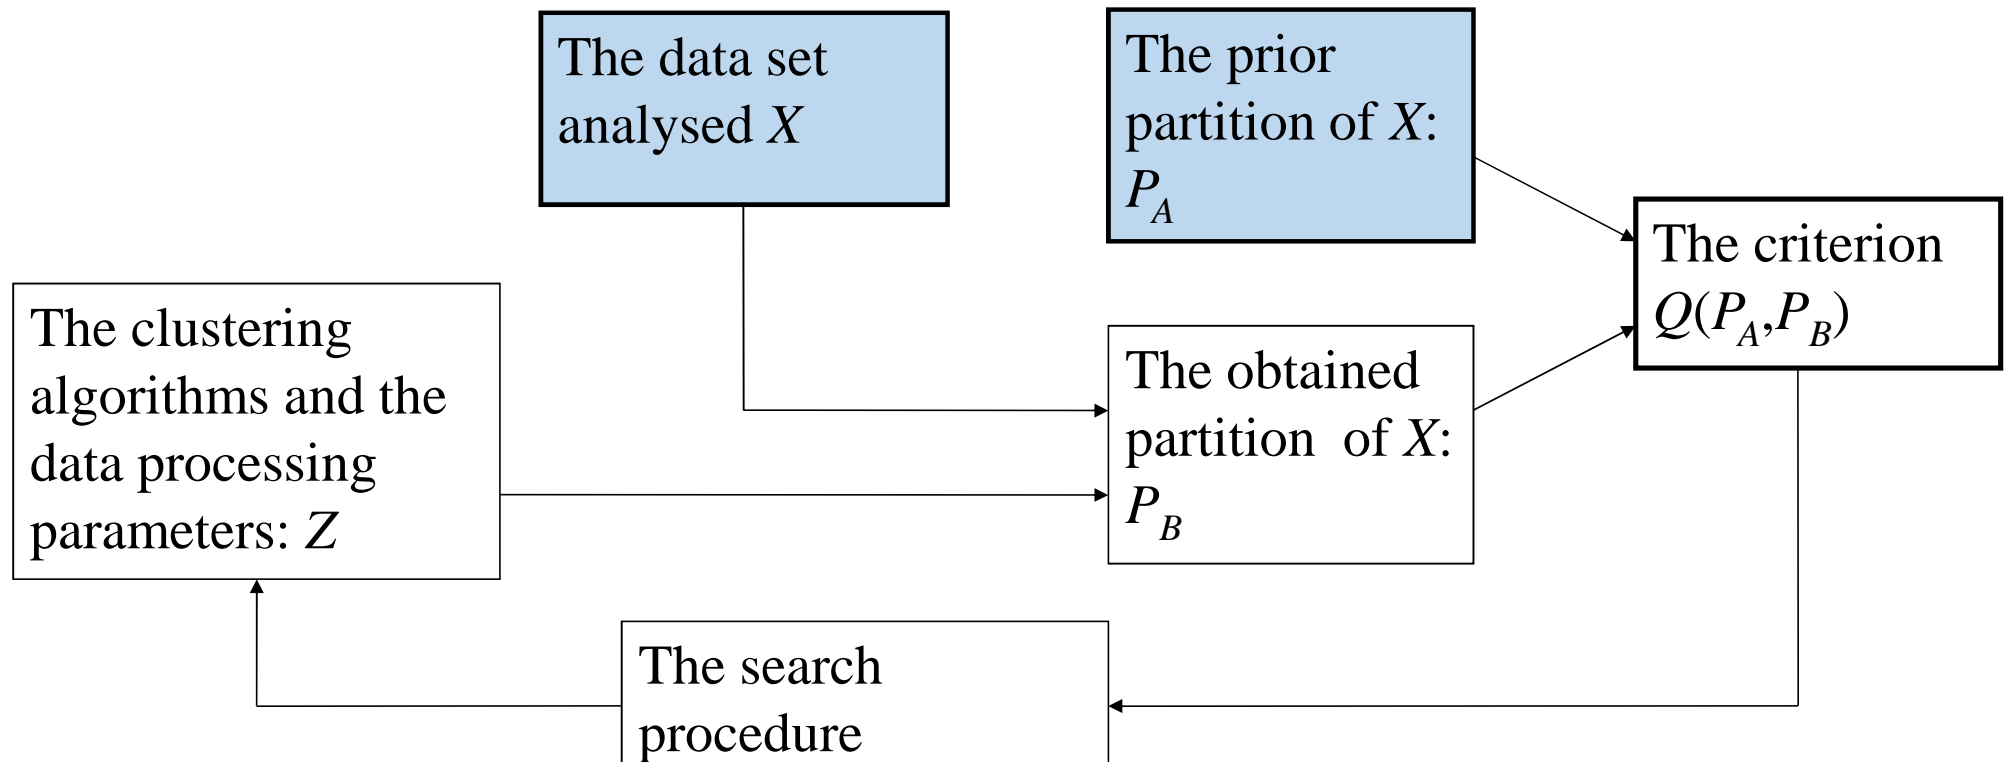 The data set
analysed X
The prior
partition of X:
P_A
The criterion
Q(P_A,P_B)
The clustering
algorithms and the
data processing
parameters: Z
The obtained
partition  of X:
P_B
The search
procedure